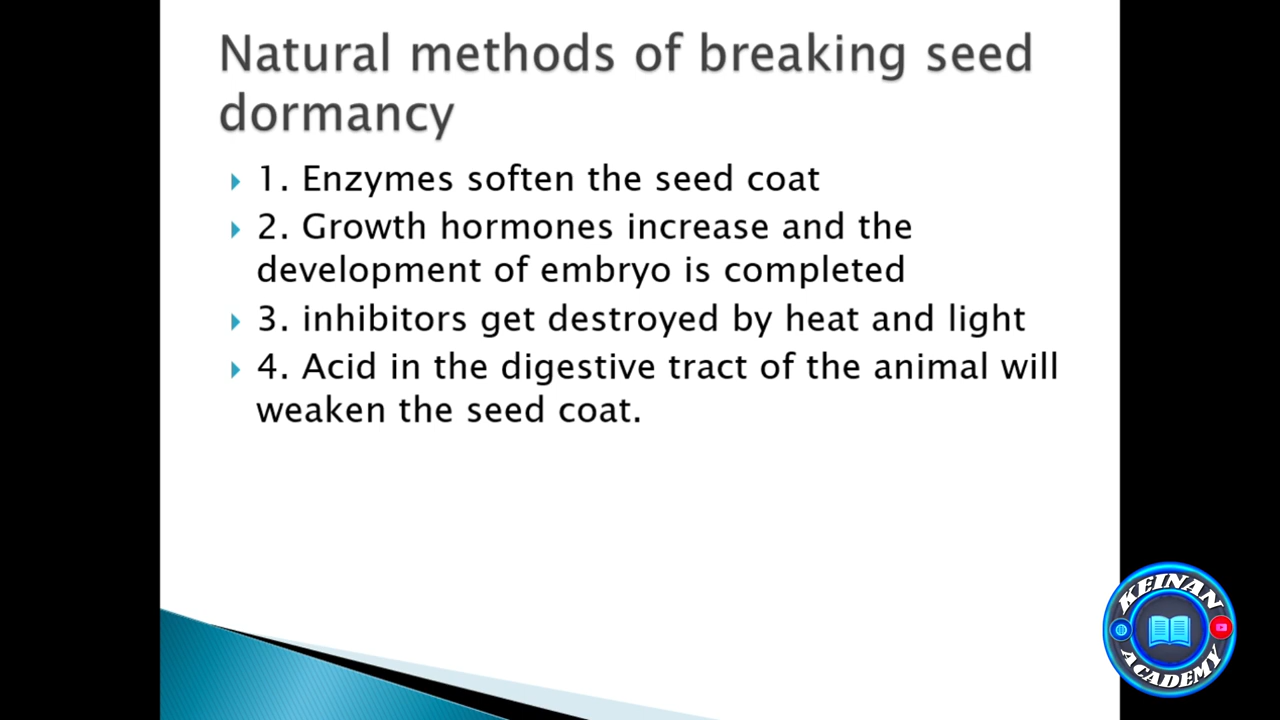 Natural methods of breaking seed
dormancy
1. Enzymes soften the seed coat
2. Growth hormones increase and the
development of embryo is completed
3. inhibitors get destroyed by heat and light
4. Acid in the digestive tract of the animal will
weaken the seed coat.
KEINAN
ACADEMY